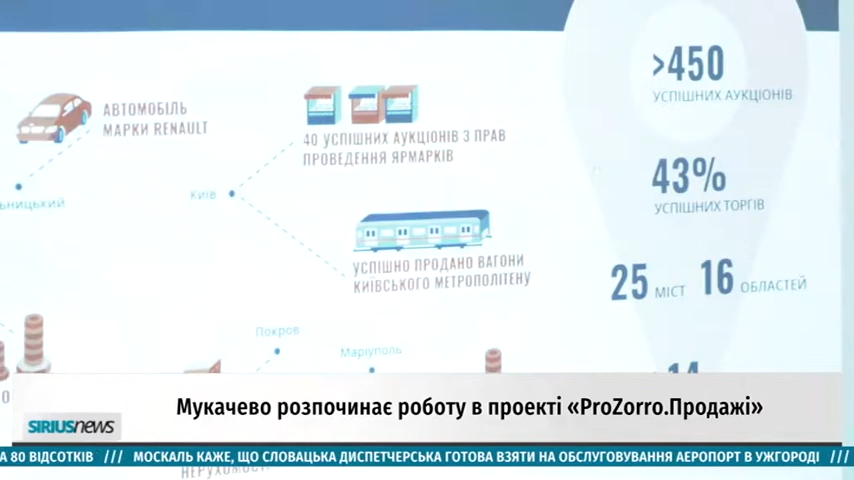 >450
УСПІШНИХ АУКЦІОНІВ
АВТОМОБІЛЬ
МАРКИ RENAULT
40 УСПІШНИХ АУКЦІОНІВ З ПРАВ
ПРОВЕДЕННЯ ЯРМАРКІВ
43%
УСПІШНИХ ТОРГІВ
Київ
УСПІШНО ПРОДАНО ВАГОНИ
КИЇВСЬКОГО МЕТРОПОЛІТЕНУ
25 МІСТ 16 ОБЛАСТЕЙ
Покров
Маріуполь
Мукачево розпочинає роботу в проекті «ProZorro.Продажі»
SIRIUSnews
А 80 ВІДСОТКІВ /// МОСКАЛЬ КАЖЕ, ЩО СЛОВАЦЬКА ДИСПЕТЧЕРСЬКА ГОТОВА ВЗЯТИ НА ОБСЛУГОВУВАННЯ АЕРОПОРТ В УЖГОРОДІ ///